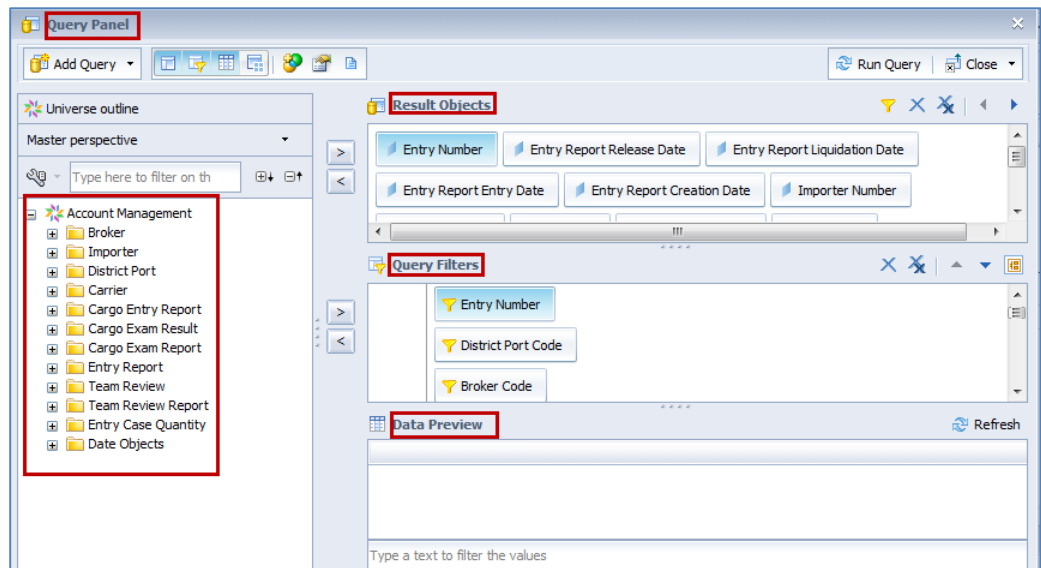 Query Panel
Add Query
Run Query
Close
Universe outline
Master perspective
Type here to filter on th
Account Management
Broker
Importer
District Port
Carrier
Cargo Entry Report
Cargo Exam Result
Cargo Exam Report
Entry Report
Team Review
Team Review Report
Entry Case Quantity
Date Objects
>
<
>
<
Result Objects
Entry Number Entry Report Release Date Entry Report Liquidation Date
Entry Report Entry Date Entry Report Creation Date Importer Number
Query Filters
Entry Number
District Port Code
Broker Code
Data Preview
Refresh
Type a text to filter the values